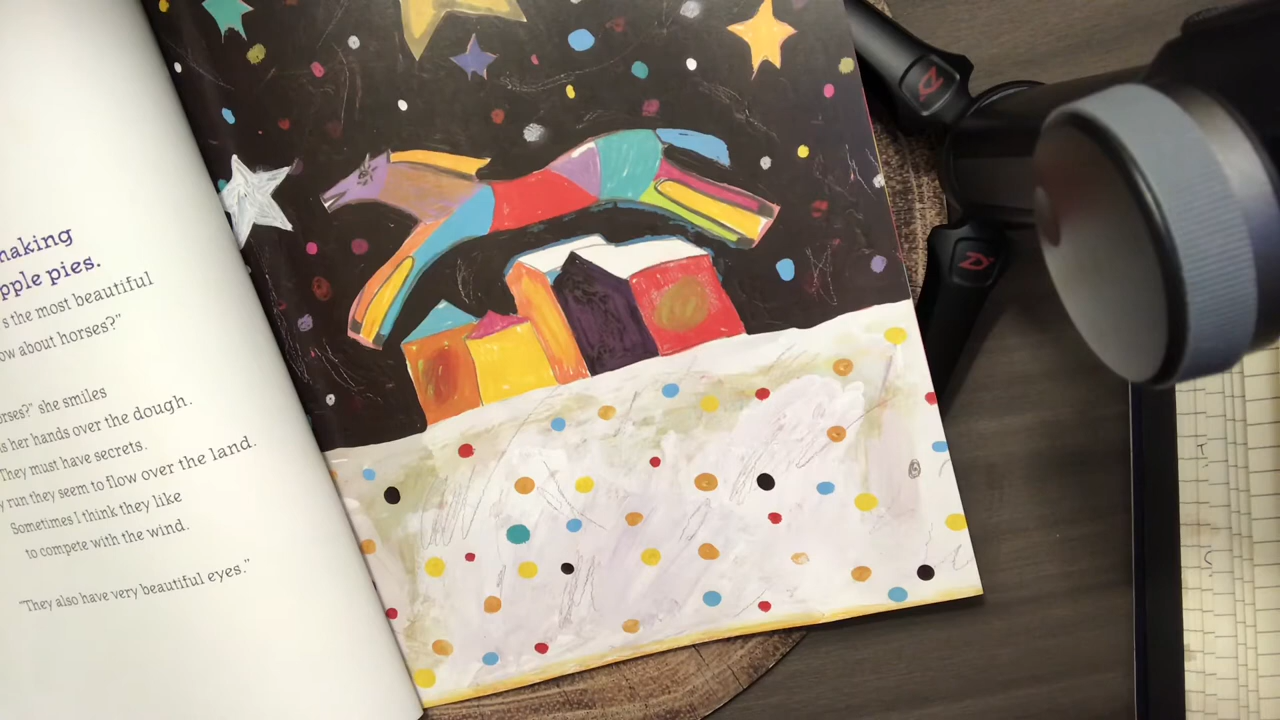 making
pple pies.
s the most beautiful
ow about horses?"
orses?" she smiles
s her hands over the dough.
They must have secrets.
y run they seem to flow over the land.
Sometimes I think they like
to compete with the wind.
"They also have very beautiful eyes."